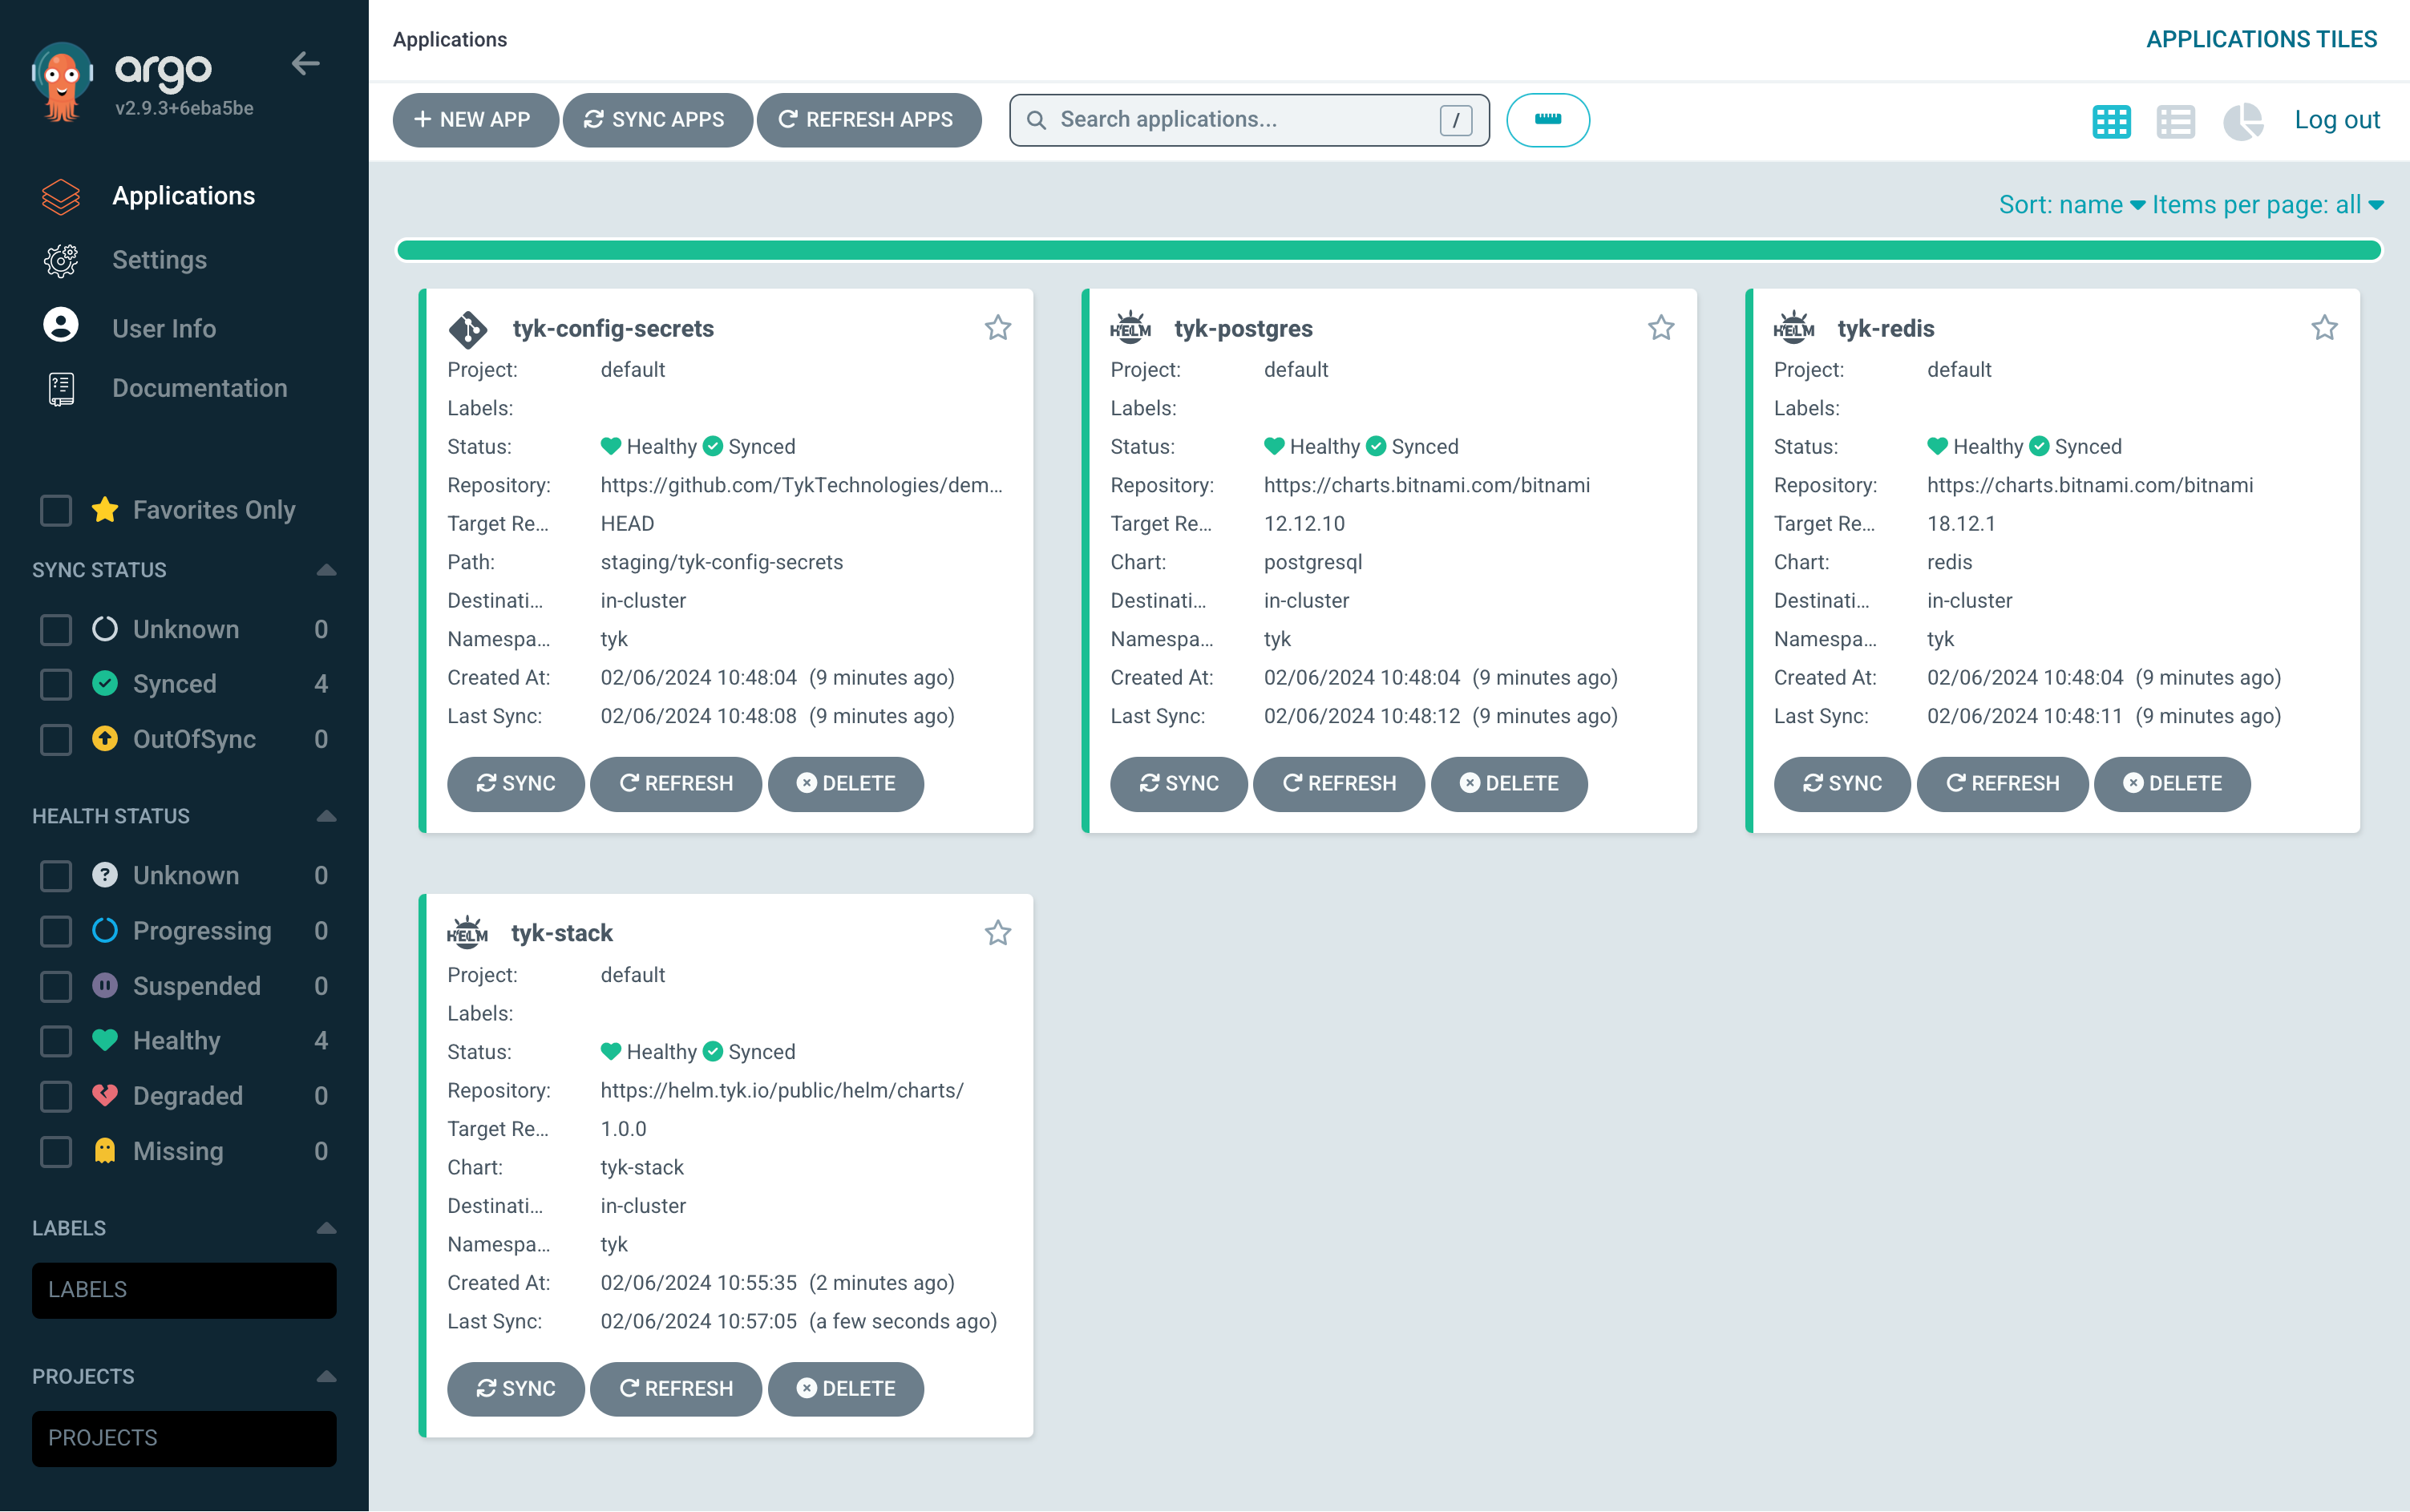 argo
v2.9.3+6eba5be
Applications
Settings
User Info
Documentation
Favorites Only
SYNC STATUS
Unknown 0
Synced 4
OutOfSync 0
HEALTH STATUS
Unknown 0
Progressing 0
Suspended 0
Healthy 4
Degraded 0
Missing 0
LABELS
LABELS
PROJECTS
PROJECTS
Applications
APPLICATIONS TILES
NEW APP SYNC APPS REFRESH APPS Search applications... / Log out
Sort: name Items per page: all
HELM tyk-config-secrets
Project: default
Labels:
Status: Healthy Synced
Repository: https://github.com/TykTechnologies/dem...
Target Re... HEAD
Path: staging/tyk-config-secrets
Destinati... in-cluster
Namespa... tyk
Created At: 02/06/2024 10:48:04 (9 minutes ago)
Last Sync: 02/06/2024 10:48:08 (9 minutes ago)
SYNC REFRESH DELETE
HELM tyk-postgres
Project: default
Labels:
Status: Healthy Synced
Repository: https://charts.bitnami.com/bitnami
Target Re... 12.12.10
Chart: postgresql
Destinati... in-cluster
Namespa... tyk
Created At: 02/06/2024 10:48:04 (9 minutes ago)
Last Sync: 02/06/2024 10:48:12 (9 minutes ago)
SYNC REFRESH DELETE
HELM tyk-redis
Project: default
Labels:
Status: Healthy Synced
Repository: https://charts.bitnami.com/bitnami
Target Re... 18.12.1
Chart: redis
Destinati... in-cluster
Namespa... tyk
Created At: 02/06/2024 10:48:04 (9 minutes ago)
Last Sync: 02/06/2024 10:48:11 (9 minutes ago)
SYNC REFRESH DELETE
HELM tyk-stack
Project: default
Labels:
Status: Healthy Synced
Repository: https://helm.tyk.io/public/helm/charts/
Target Re... 1.0.0
Chart: tyk-stack
Destinati... in-cluster
Namespa... tyk
Created At: 02/06/2024 10:55:35 (2 minutes ago)
Last Sync: 02/06/2024 10:57:05 (a few seconds ago)
SYNC REFRESH DELETE